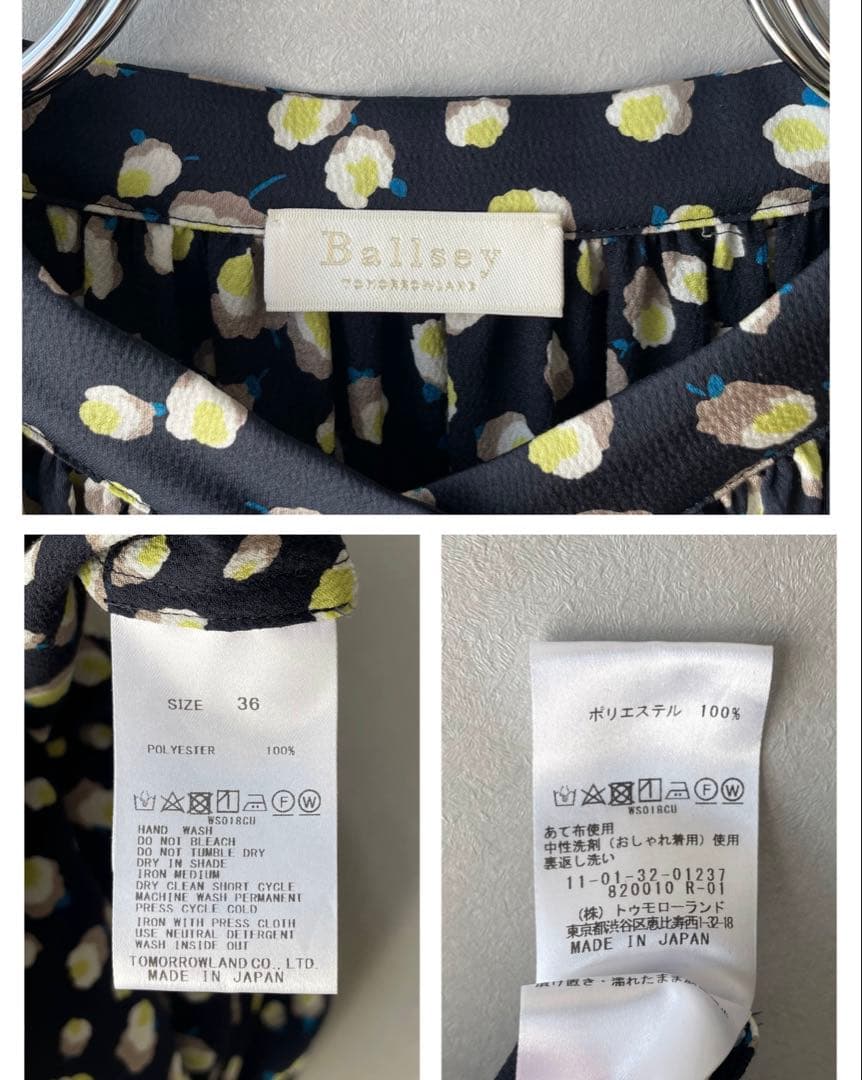 Ballsey
TOMORROWLAND
SIZE 36
POLYESTER 100%
F W
WS018CU
HAND WASH
DO NOT BLEACH
DO NOT TUMBLE DRY
DRY IN SHADE
IRON MEDIUM
DRY CLEAN SHORT CYCLE
MACHINE WASH PERMANENT
PRESS CYCLE COLD
IRON WITH PRESS CLOTH
USE NEUTRAL DETERGENT
WASH INSIDE OUT
TOMORROWLAND CO., LTD.
MADE IN JAPAN
ポリエステル 100%
F W
WS018CU
あて布使用
中性洗剤（おしゃれ着用）使用
裏返し洗い
11-01-32-01237
820010 R-01
(株) トゥモローランド
東京都渋谷区恵比寿西1-32-18
MADE IN JAPAN
濡れたまま